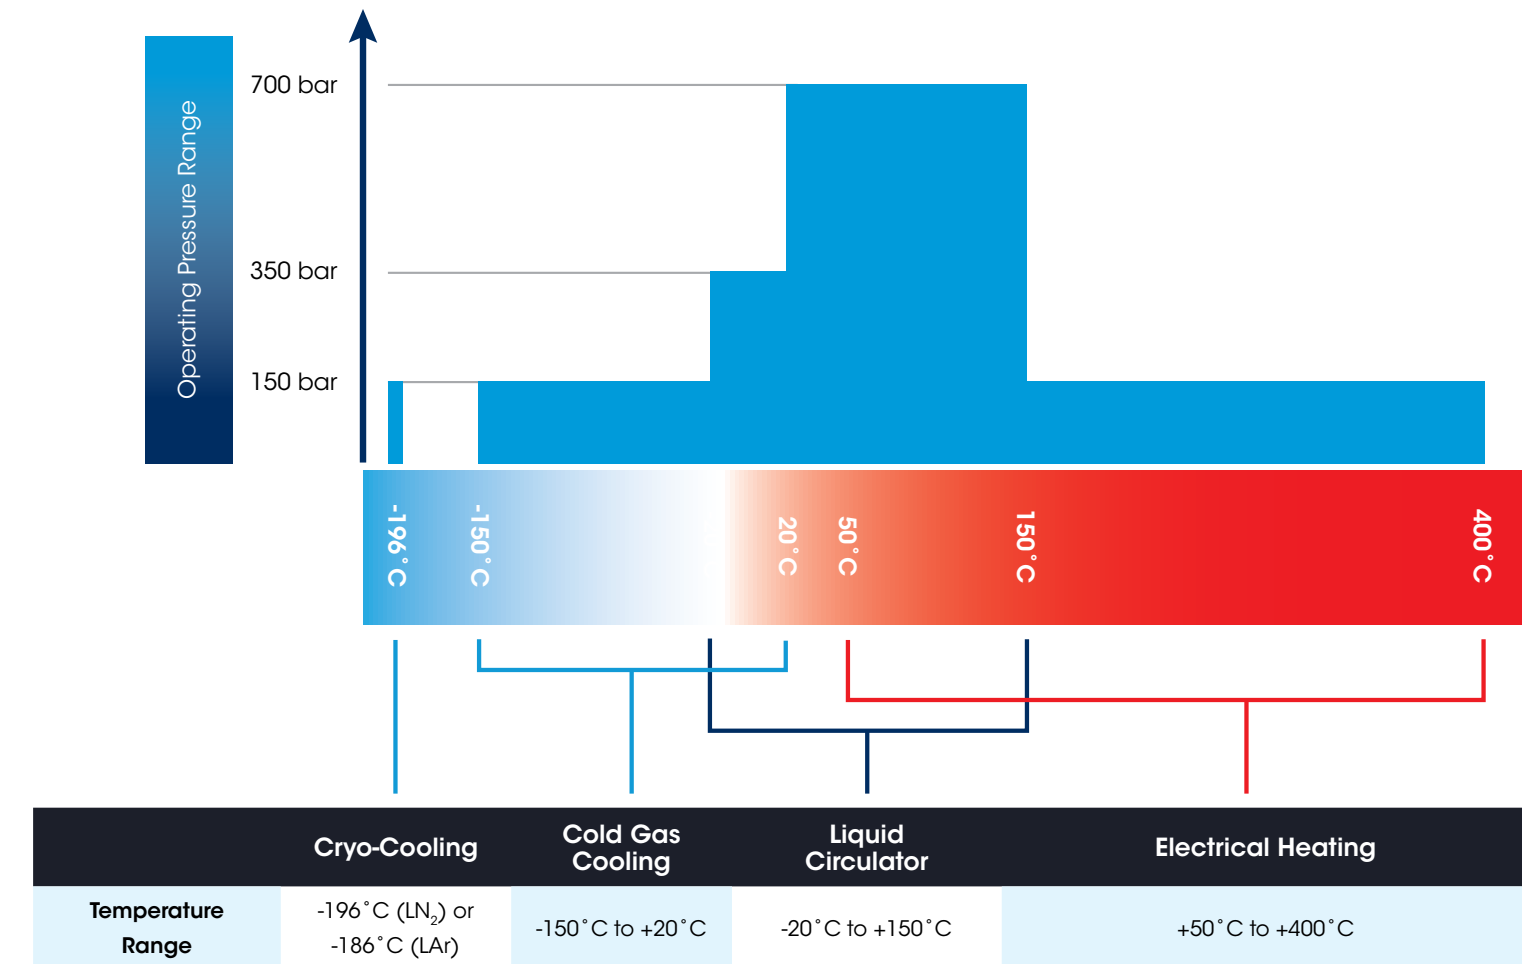 Operating Pressure Range
700 bar
350 bar
150 bar
-196˚C
-150˚C
20˚C
50˚C
150˚C
400˚C
Cryo-Cooling
Cold Gas
Cooling
Liquid
Circulator
Electrical Heating
Temperature
Range
-196˚C (LN₂) or
-186˚C (LAr)
-150˚C to +20˚C
-20˚C to +150˚C
+50˚C to +400˚C